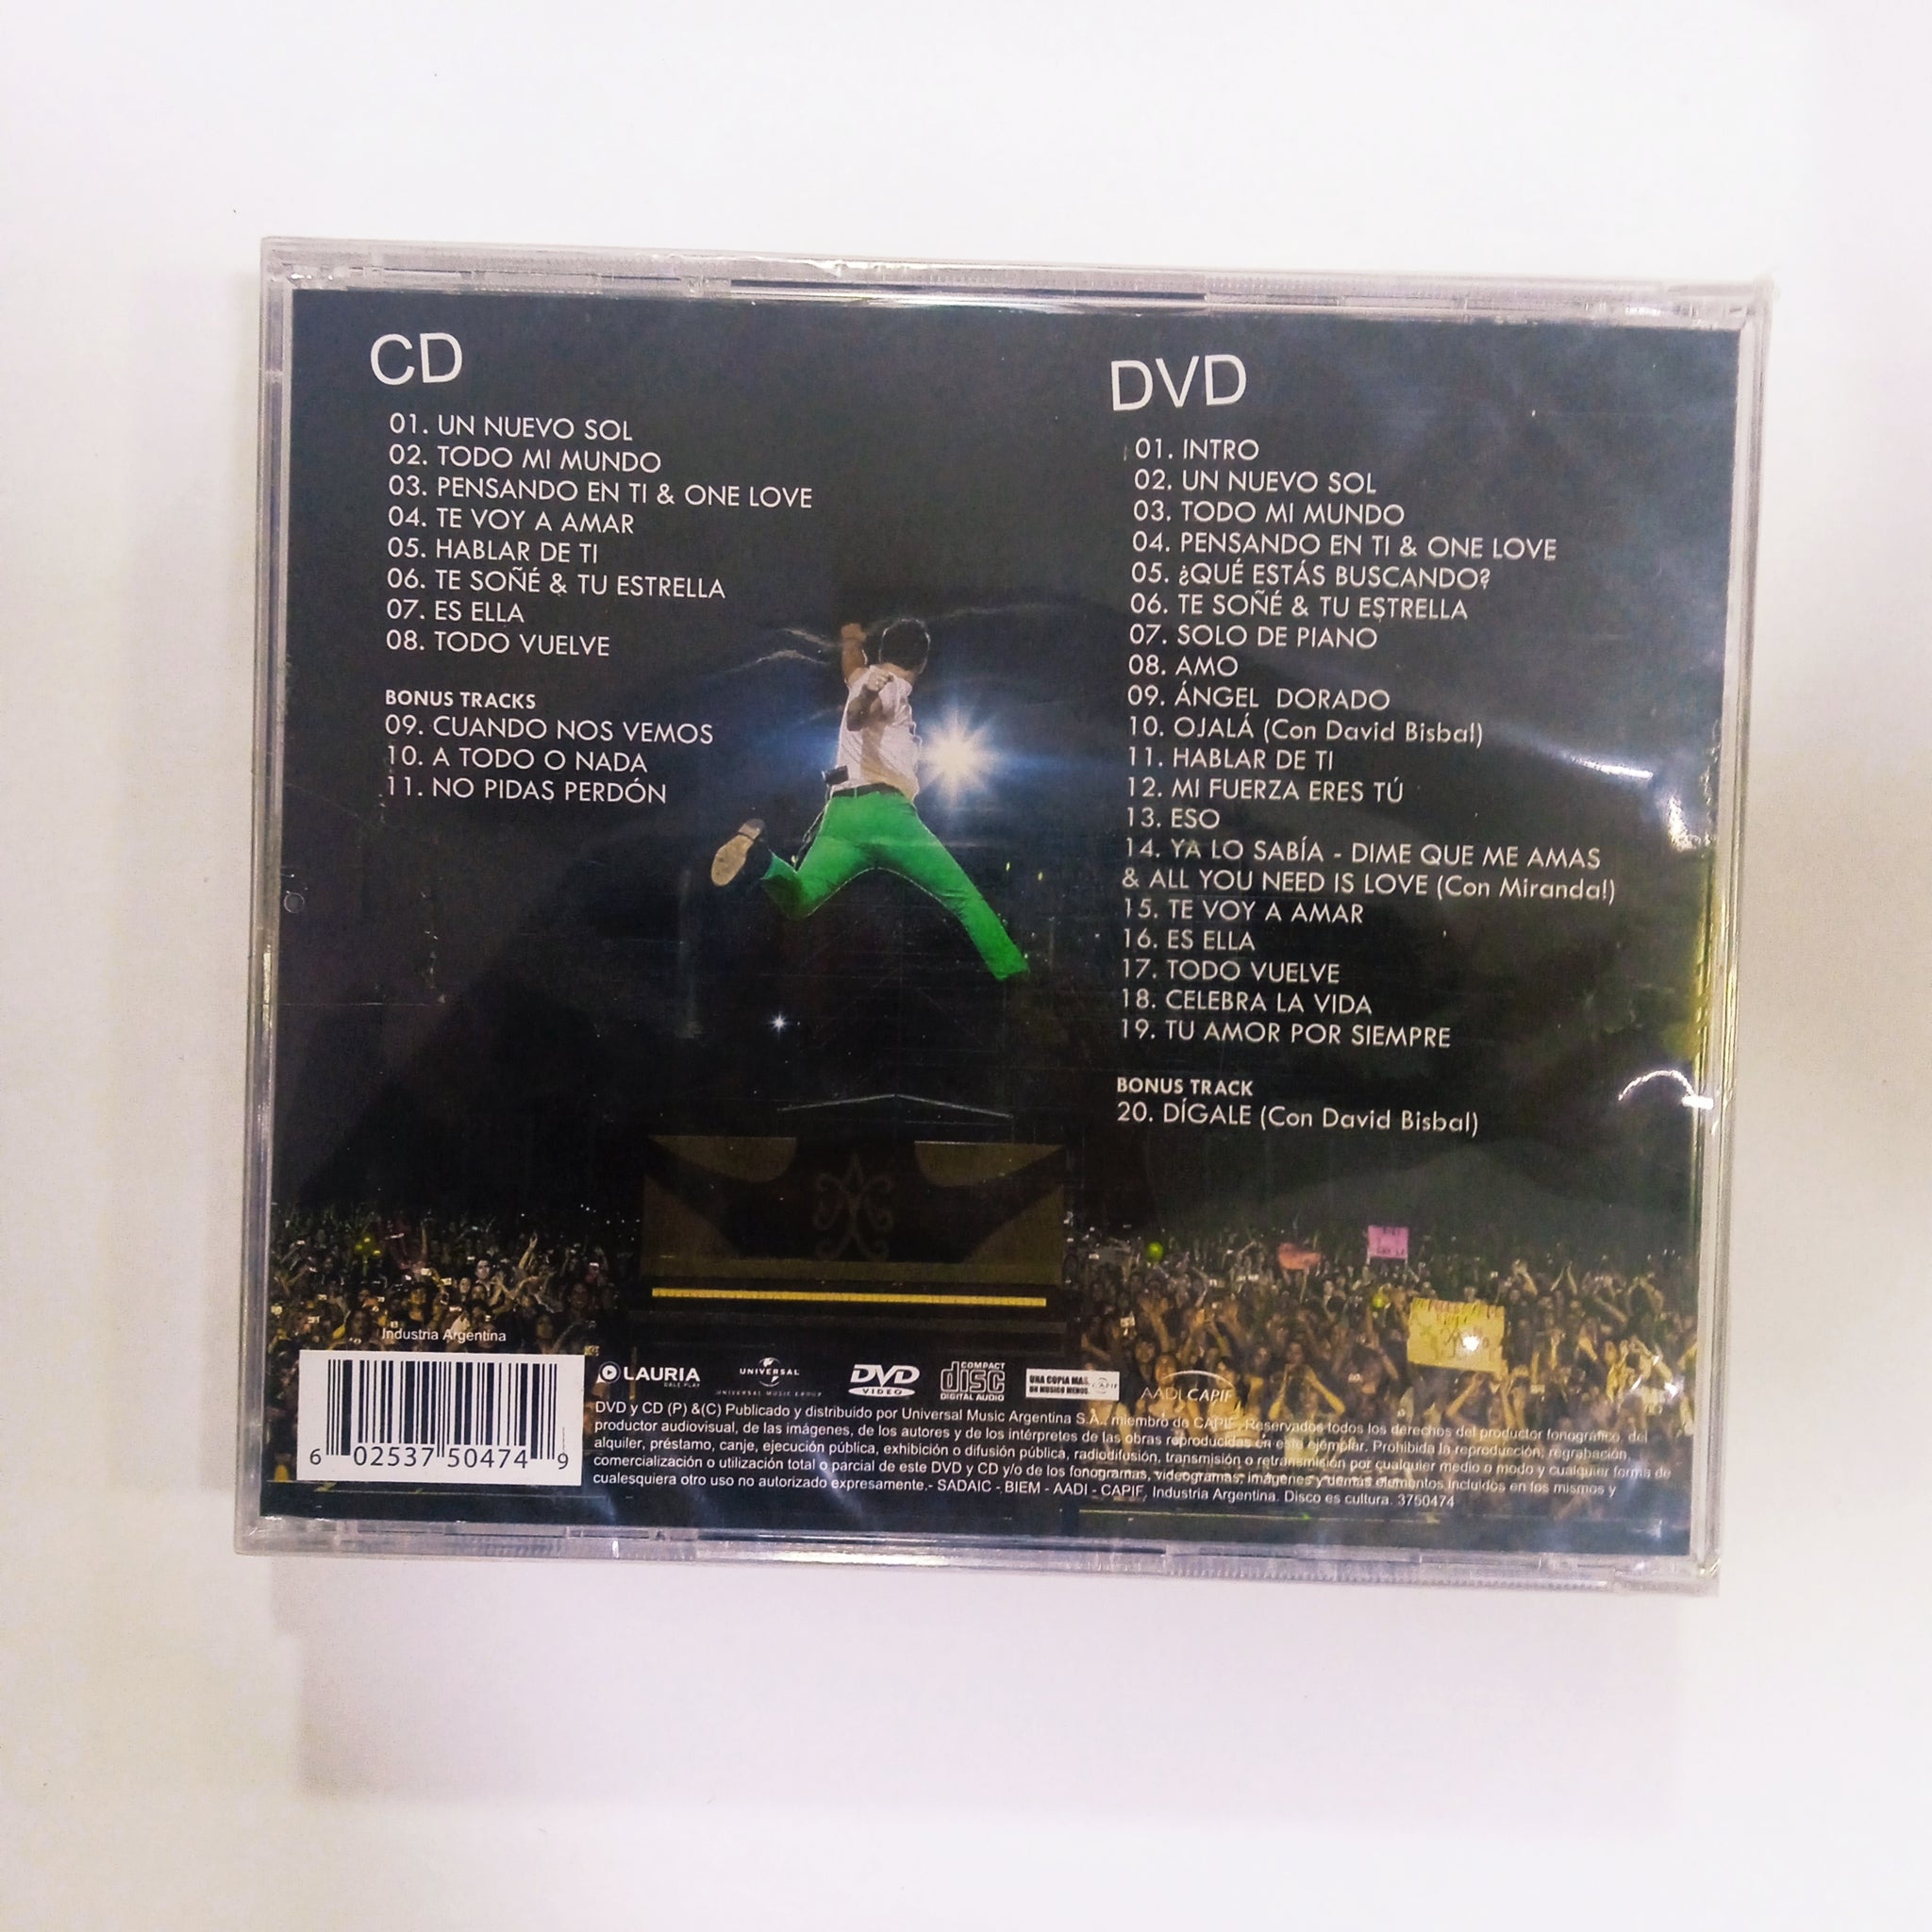 CD
01. UN NUEVO SOL
02. TODO MI MUNDO
03. PENSANDO EN TI & ONE LOVE
04. TE VOY A AMAR
05. HABLAR DE TI
06. TE SOÑÉ & TU ESTRELLA
07. ES ELLA
08. TODO VUELVE
BONUS TRACKS
09. CUANDO NOS VEMOS
10. A TODO O NADA
11. NO PIDAS PERDÓN
DVD
01. INTRO
02. UN NUEVO SOL
03. TODO MI MUNDO
04. PENSANDO EN TI & ONE LOVE
05. ¿QUÉ ESTÁS BUSCANDO?
06. TE SOÑÉ & TU ESTRELLA
07. SOLO DE PIANO
08. AMO
09. ÁNGEL DORADO
10. OJALÁ (Con David Bisbal)
11. HABLAR DE TI
12. MI FUERZA ERES TÚ
13. ESO
14. YA LO SABÍA - DIME QUE ME AMAS
& ALL YOU NEED IS LOVE (Con Miranda!)
15. TE VOY A AMAR
16. ES ELLA
17. TODO VUELVE
18. CELEBRA LA VIDA
19. TU AMOR POR SIEMPRE
BONUS TRACK
20. DÍGALE (Con David Bisbal)
Industria Argentina
6 02537 50474 9
LAURIA
DALE PLAY
UNIVERSAL
UNIVERSAL MUSIC GROUP
DVD
VIDEO
COMPACT
disc
DIGITAL AUDIO
UNA COPIA MAS,
UN MUSICO MENOS.
CAPIF
AADI CAPIF
DVD y CD (P) &(C) Publicado y distribuido por Universal Music Argentina S.A., miembro de CAPIF. Reservados todos los derechos del productor fonográfico, del
productor audiovisual, de las imágenes, de los autores y de los intérpretes de las obras reproducidas en este ejemplar. Prohibida la reproducción, regrabación,
alquiler, préstamo, canje, ejecución pública, exhibición o difusión pública, radiodifusión, transmisión o retransmisión por cualquier medio o modo y cualquier forma de
comercialización o utilización total o parcial de este DVD y CD y/o de los fonogramas, videogramas, imágenes y demás elementos incluidos en los mismos y
cualesquiera otro uso no autorizado expresamente.- SADAIC - BIEM - AADI - CAPIF, Industria Argentina. Disco es cultura. 3750474